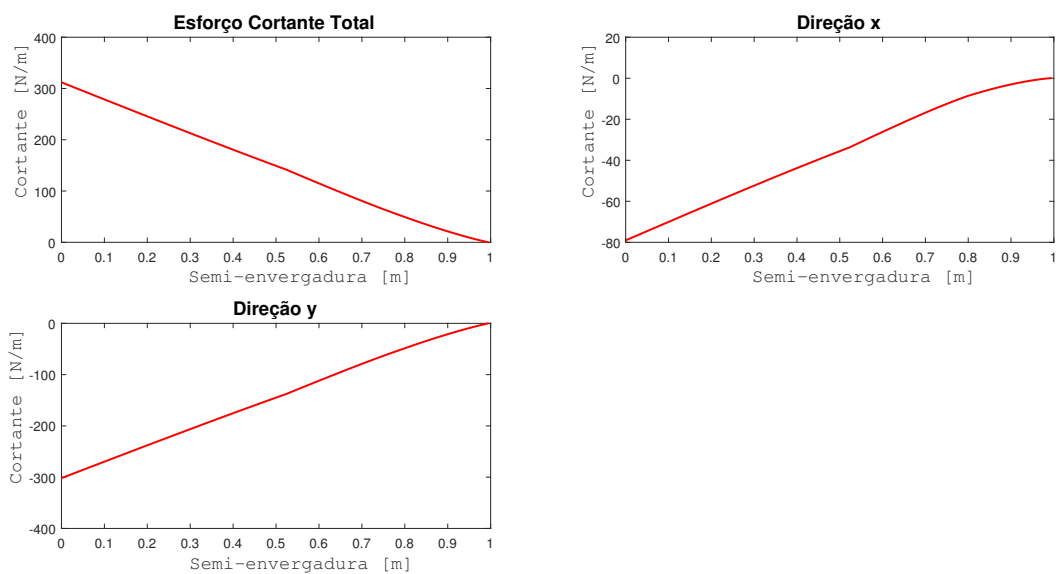 Esforço Cortante Total
Cortante [N/m]
400
300
200
100
0
0 0.1 0.2 0.3 0.4 0.5 0.6 0.7 0.8 0.9 1
Semi-envergadura [m]
Direção x
Cortante [N/m]
20
0
-20
-40
-60
-80
0 0.1 0.2 0.3 0.4 0.5 0.6 0.7 0.8 0.9 1
Semi-envergadura [m]
Direção y
Cortante [N/m]
0
-100
-200
-300
-400
0 0.1 0.2 0.3 0.4 0.5 0.6 0.7 0.8 0.9 1
Semi-envergadura [m]